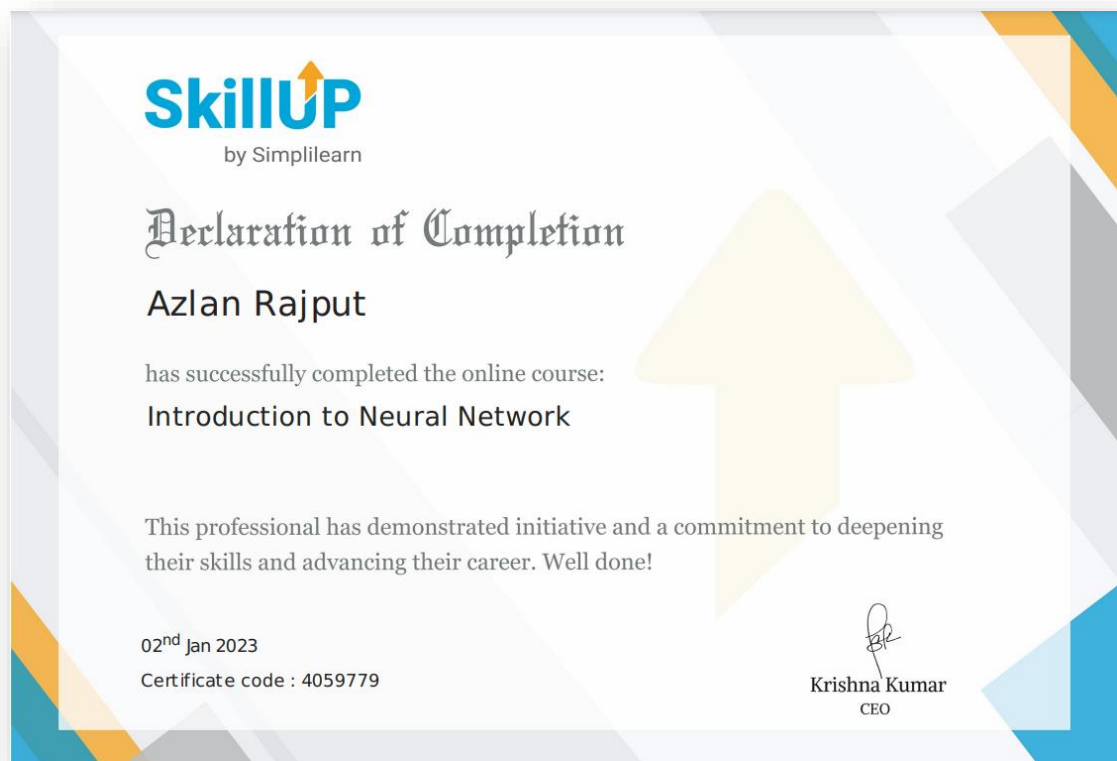 SkillUP
by Simplilearn
Declaration of Completion
Azlan Rajput
has successfully completed the online course:
Introduction to Neural Network
This professional has demonstrated initiative and a commitment to deepening
their skills and advancing their career. Well done!
02nd Jan 2023
Certificate code : 4059779
Krishna Kumar
CEO